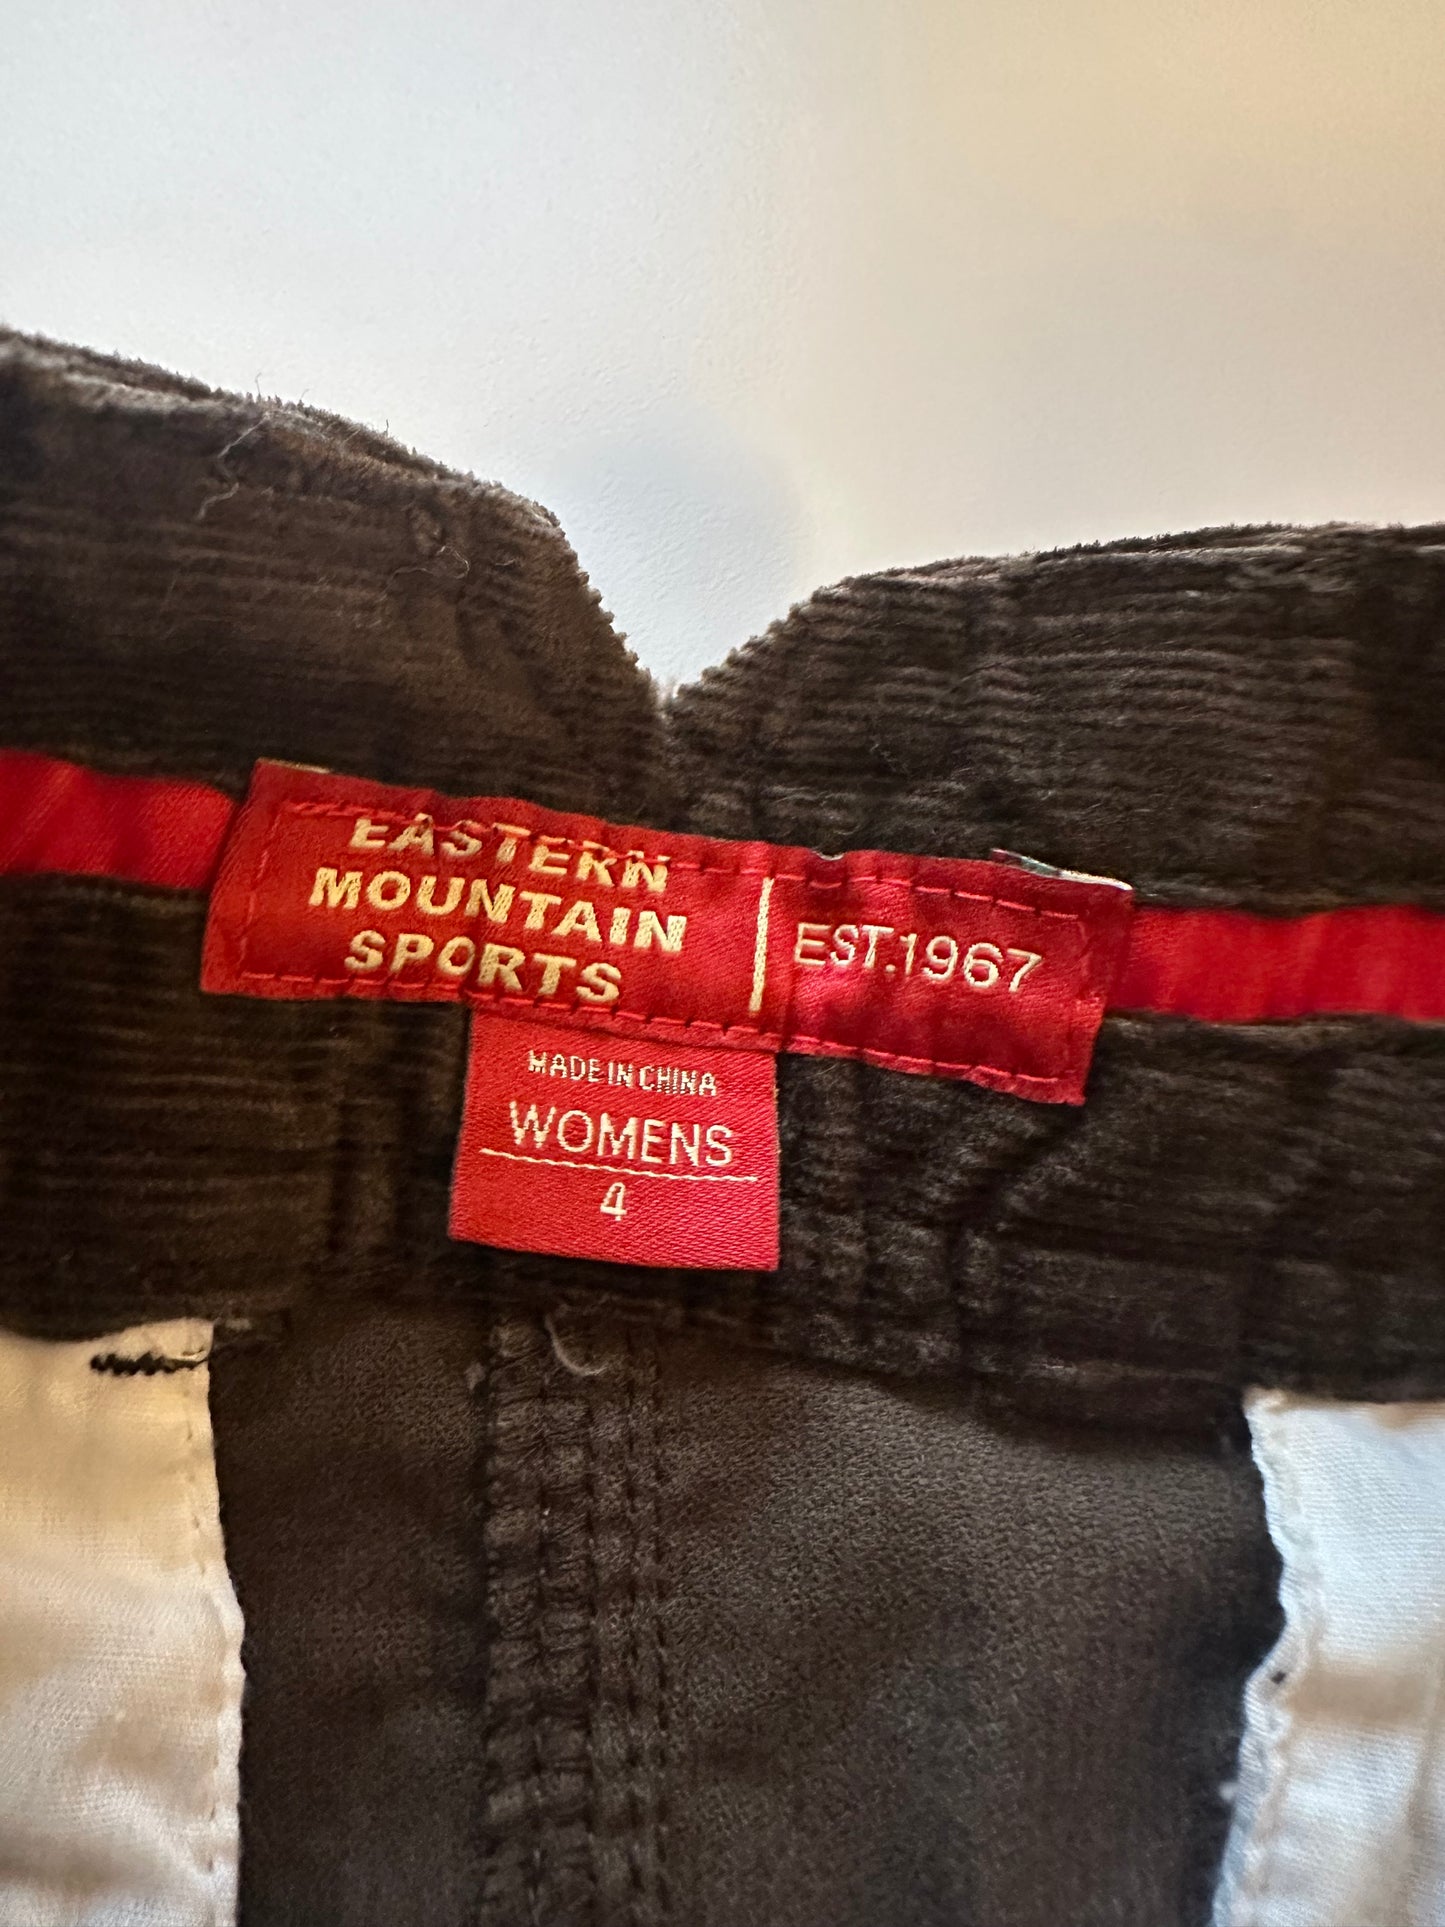 EASTERN
MOUNTAIN
SPORTS
EST.1967
MADE IN CHINA
WOMENS
4